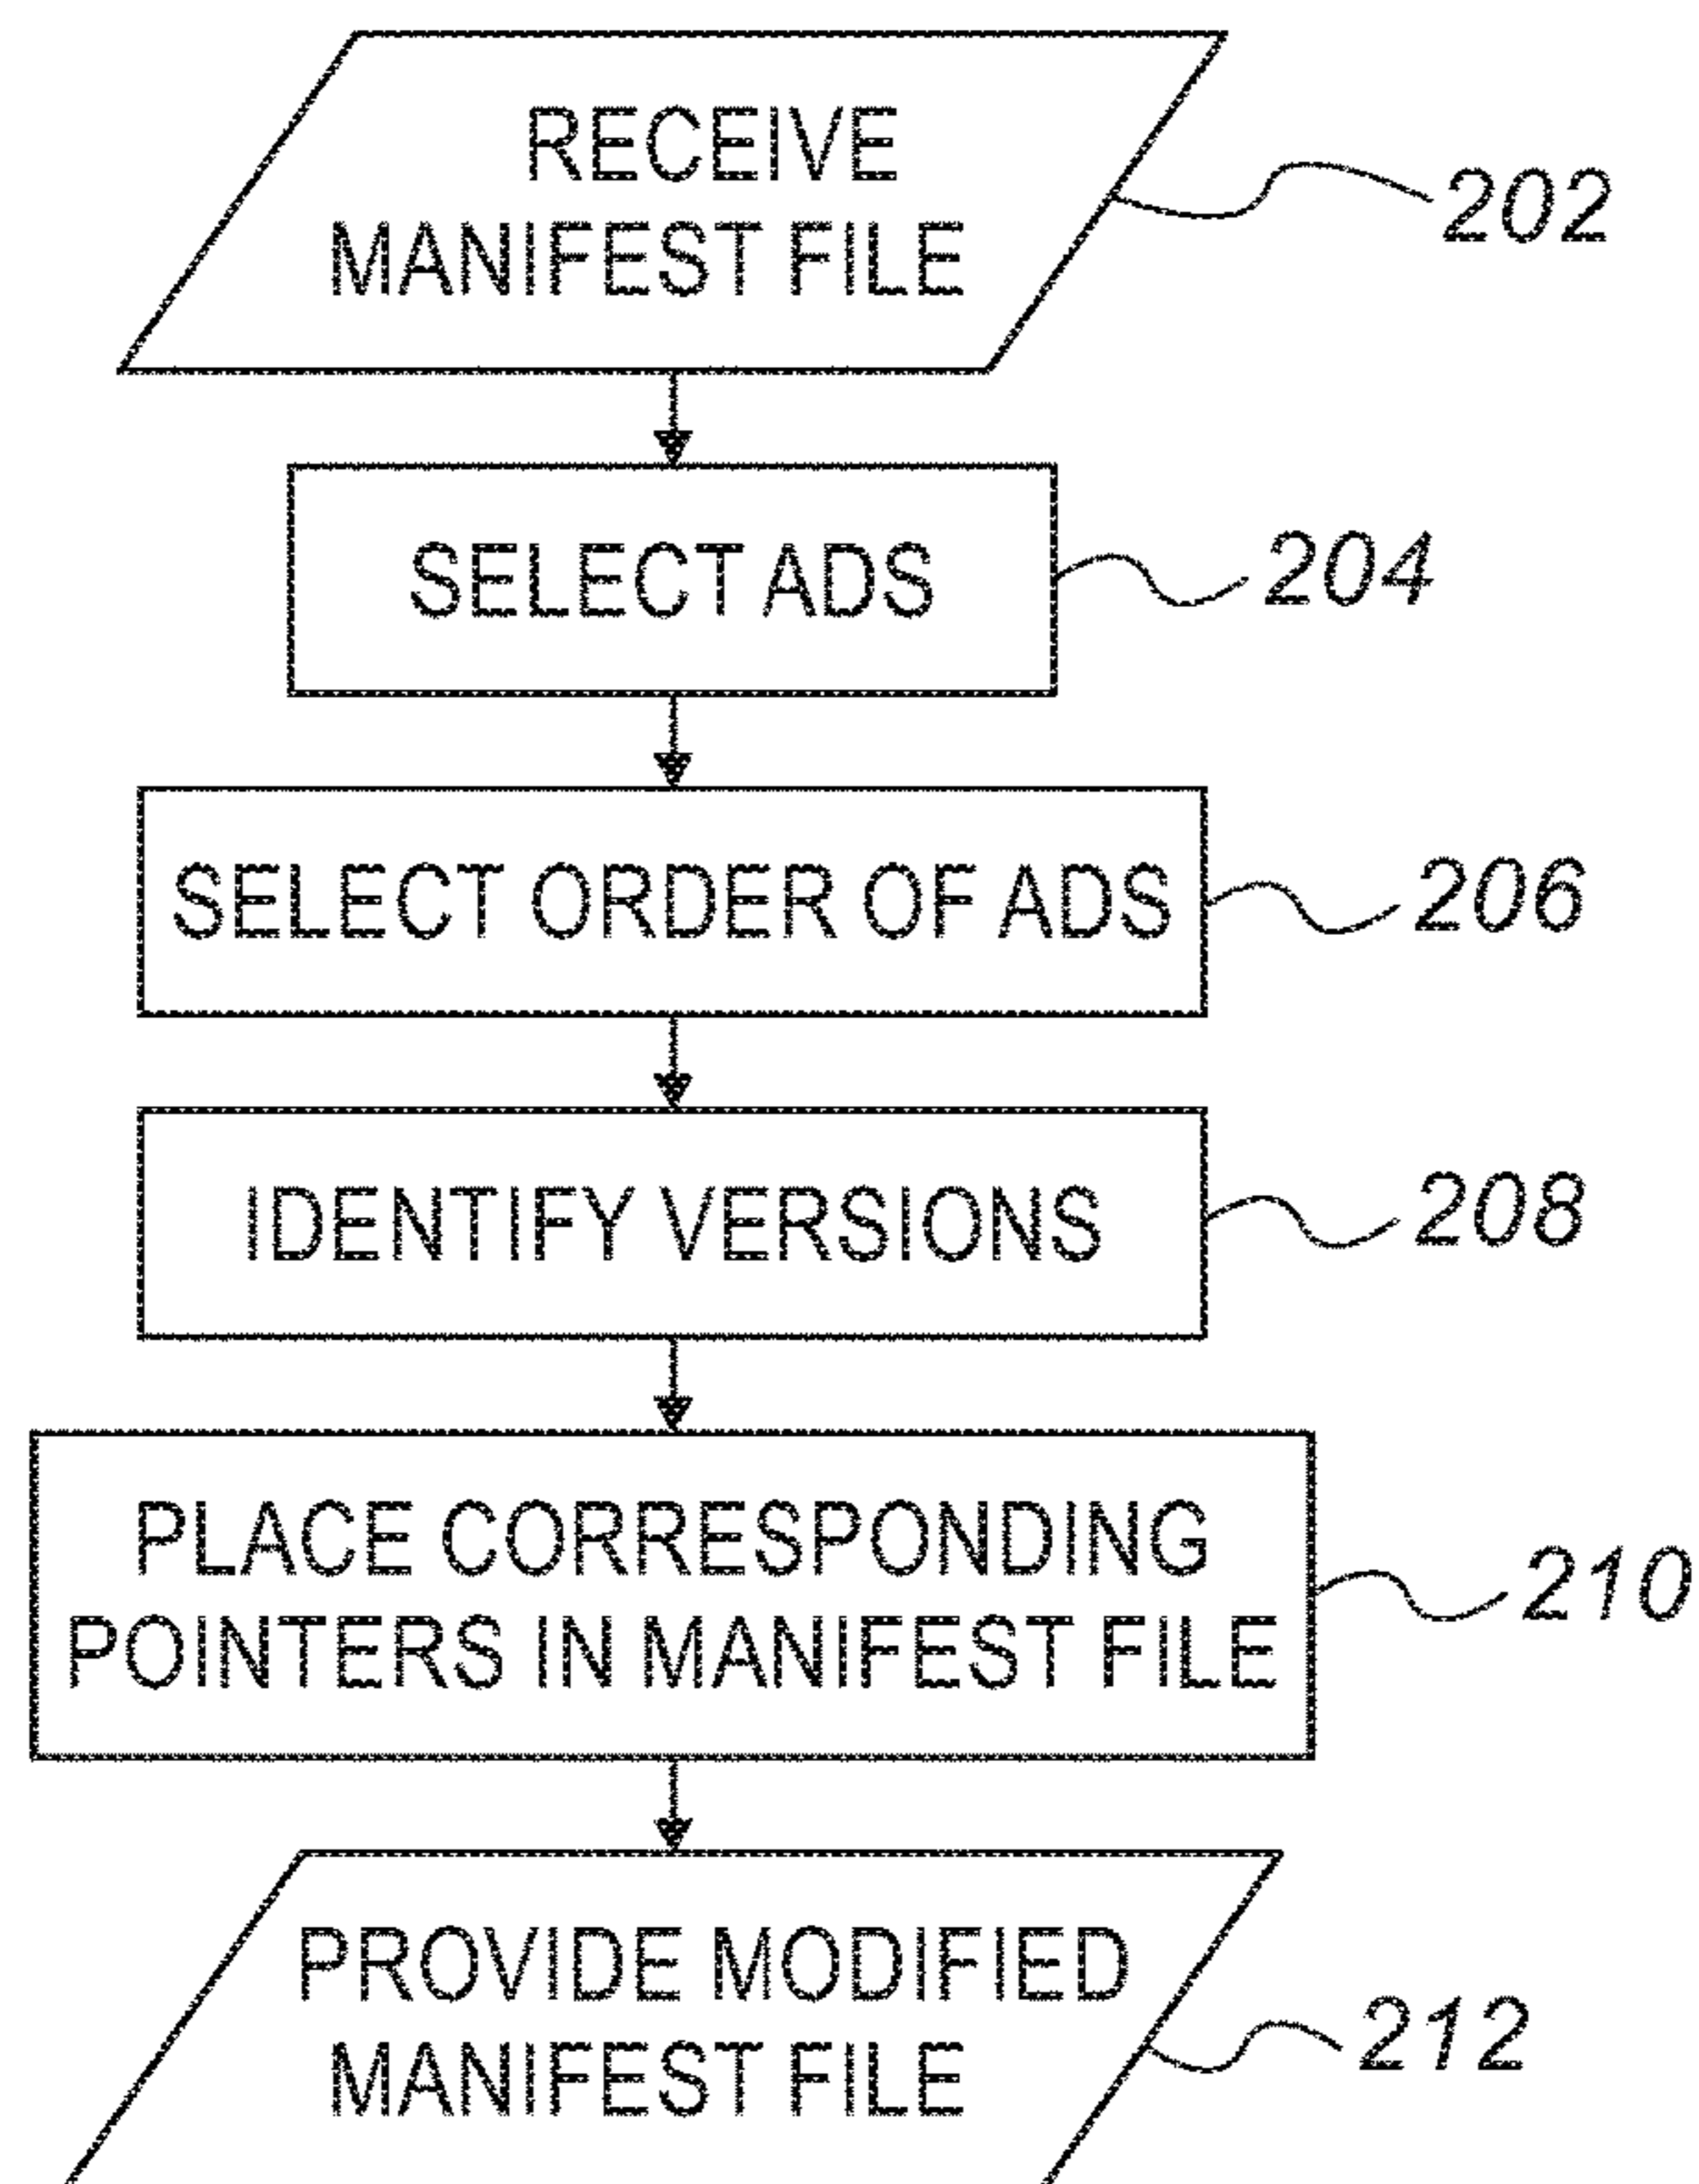 RECEIVE
MANIFEST FILE
202
SELECT ADS
204
SELECT ORDER OF ADS
206
IDENTIFY VERSIONS
208
PLACE CORRESPONDING
POINTERS IN MANIFEST FILE
210
PROVIDE MODIFIED
MANIFEST FILE
212